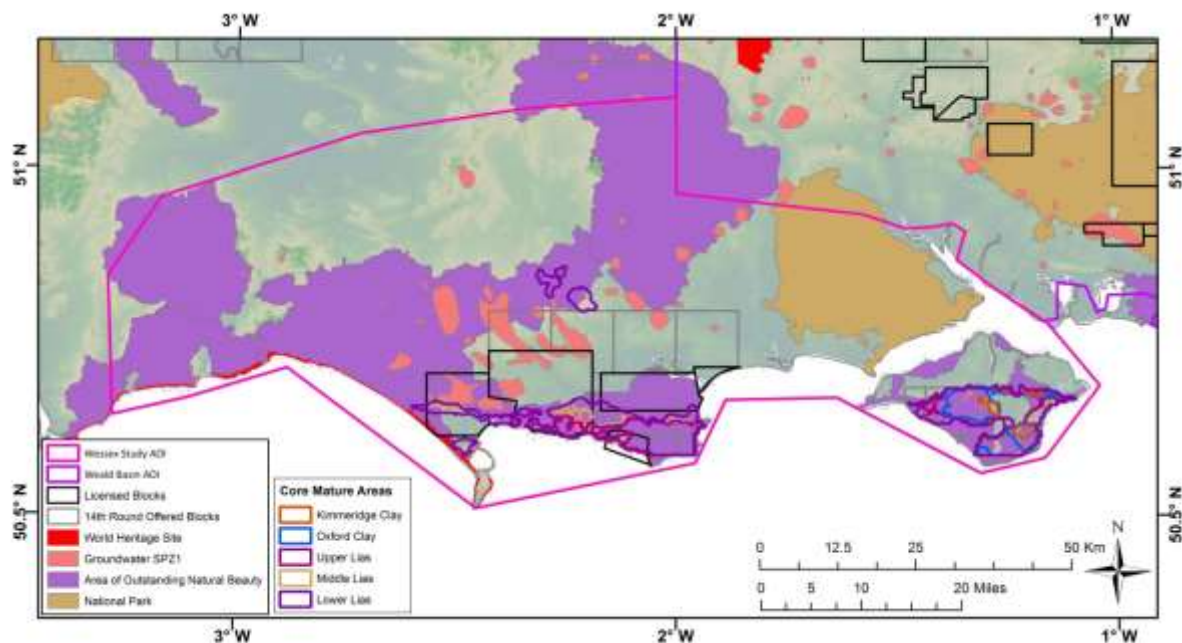 3° W 2° W 1° W
51° N 51° N
50.5° N 50.5° N
Wessex Study AOI
Weald Basin AOI
Licensed Blocks
14th Round Offered Blocks
World Heritage Site
Groundwater SPZ1
Area of Outstanding Natural Beauty
National Park
Core Mature Areas
Kimmeridge Clay
Oxford Clay
Upper Lias
Middle Lias
Lower Lias
N
0 12.5 25 50 Km
0 5 10 20 Miles
3° W 2° W 1° W